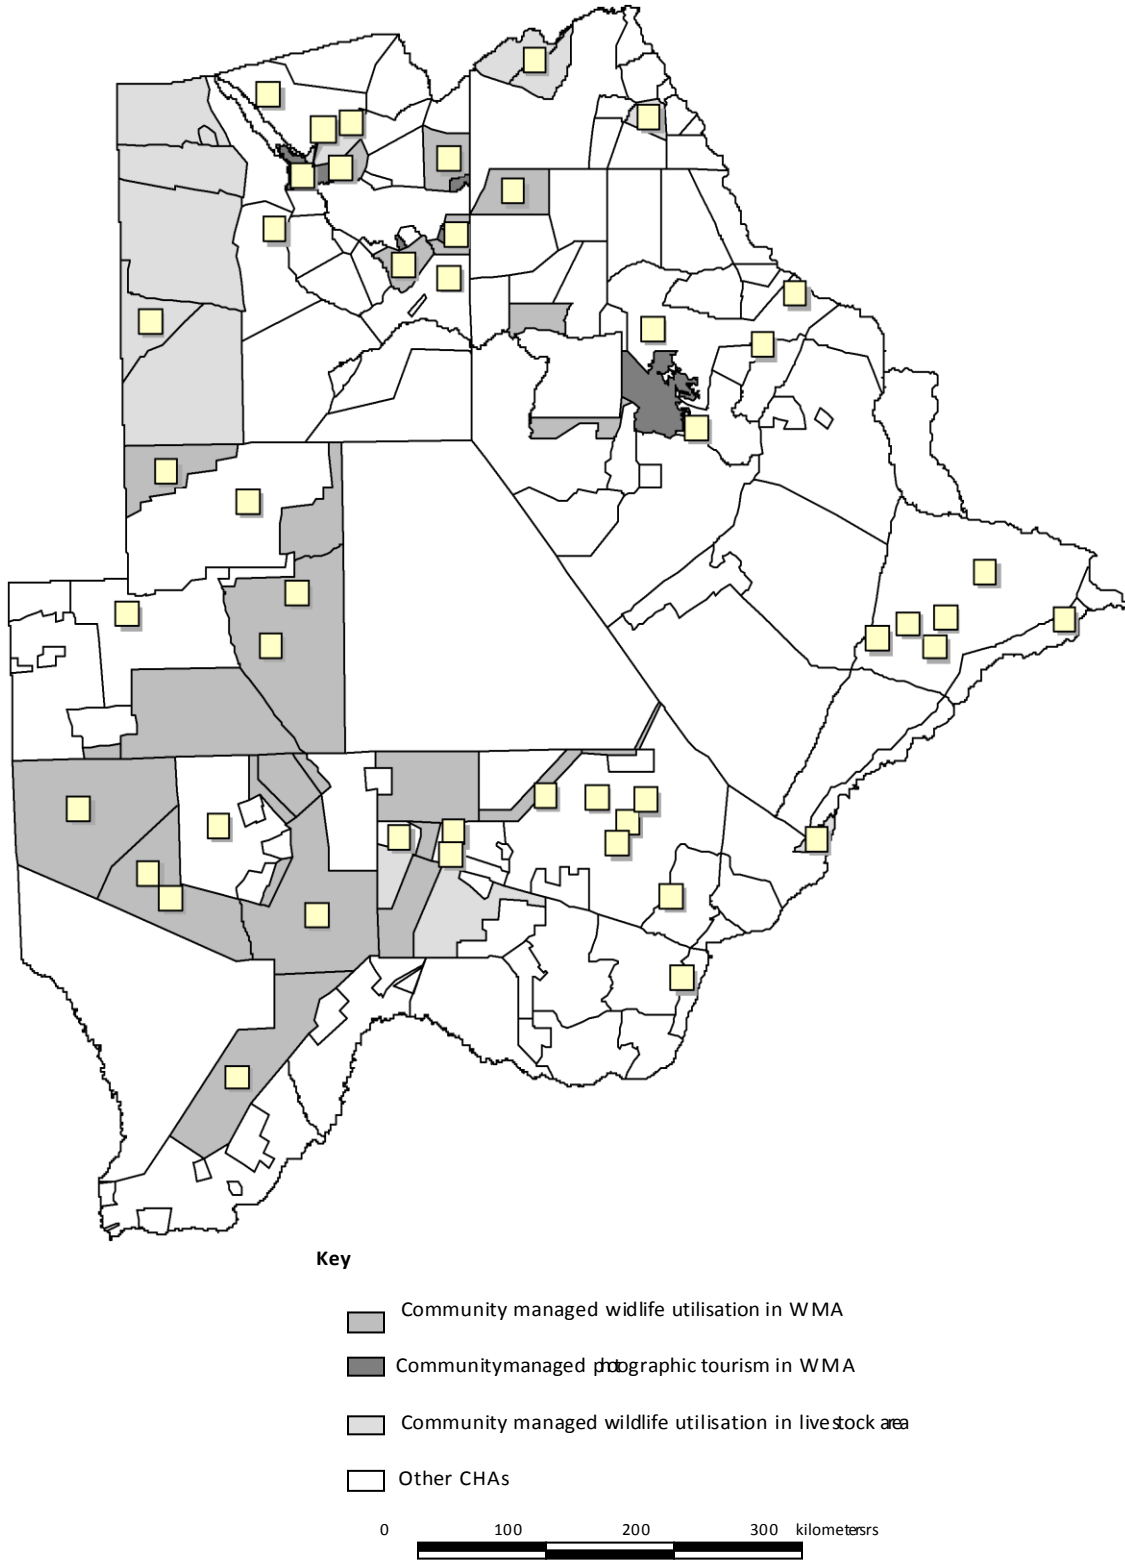 Key
Community managed widlife utilisation in WMA
Communitymanaged photographic tourism in WMA
Community managed wildlife utilisation in livestock area
Other CHAs
0 100 200 300 kilometersrs